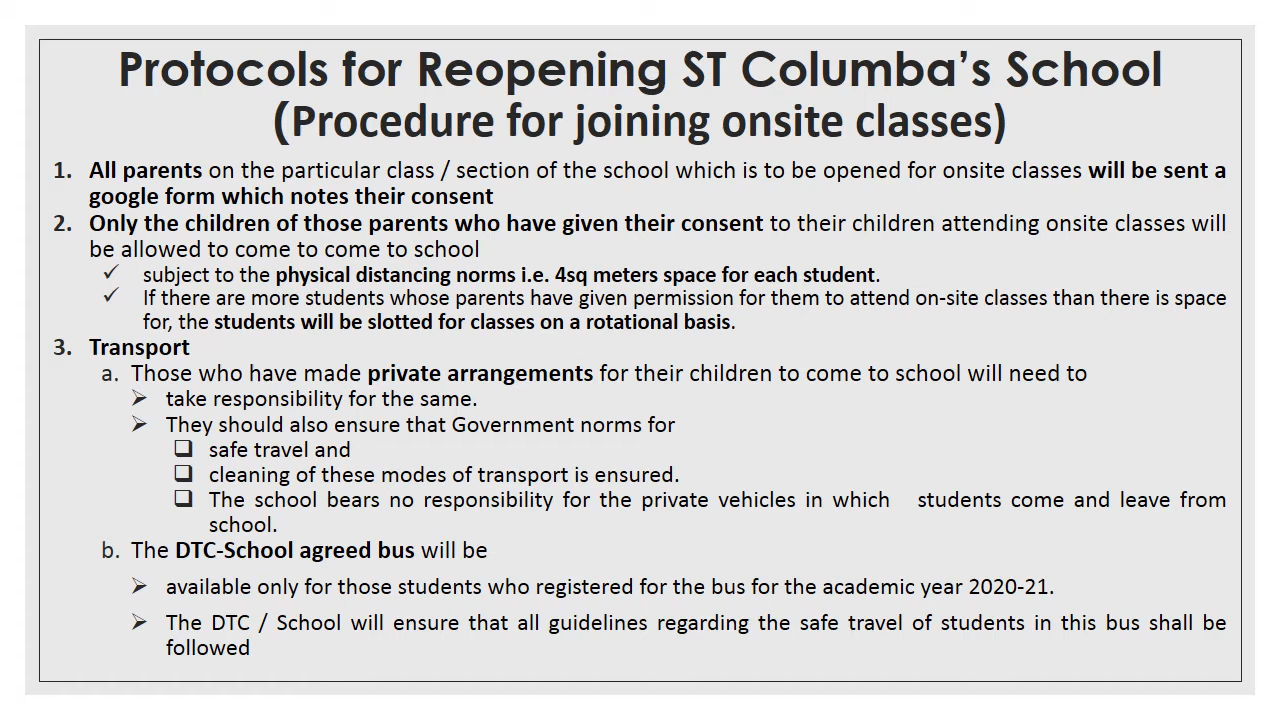 Protocols for Reopening ST Columba’s School
(Procedure for joining onsite classes)
1. All parents on the particular class / section of the school which is to be opened for onsite classes will be sent a
google form which notes their consent
2. Only the children of those parents who have given their consent to their children attending onsite classes will
be allowed to come to come to school
✓ subject to the physical distancing norms i.e. 4sq meters space for each student.
✓ If there are more students whose parents have given permission for them to attend on-site classes than there is space
for, the students will be slotted for classes on a rotational basis.
3. Transport
a. Those who have made private arrangements for their children to come to school will need to
➢ take responsibility for the same.
➢ They should also ensure that Government norms for
❑ safe travel and
❑ cleaning of these modes of transport is ensured.
❑ The school bears no responsibility for the private vehicles in which students come and leave from
school.
b. The DTC-School agreed bus will be
➢ available only for those students who registered for the bus for the academic year 2020-21.
➢ The DTC / School will ensure that all guidelines regarding the safe travel of students in this bus shall be
followed